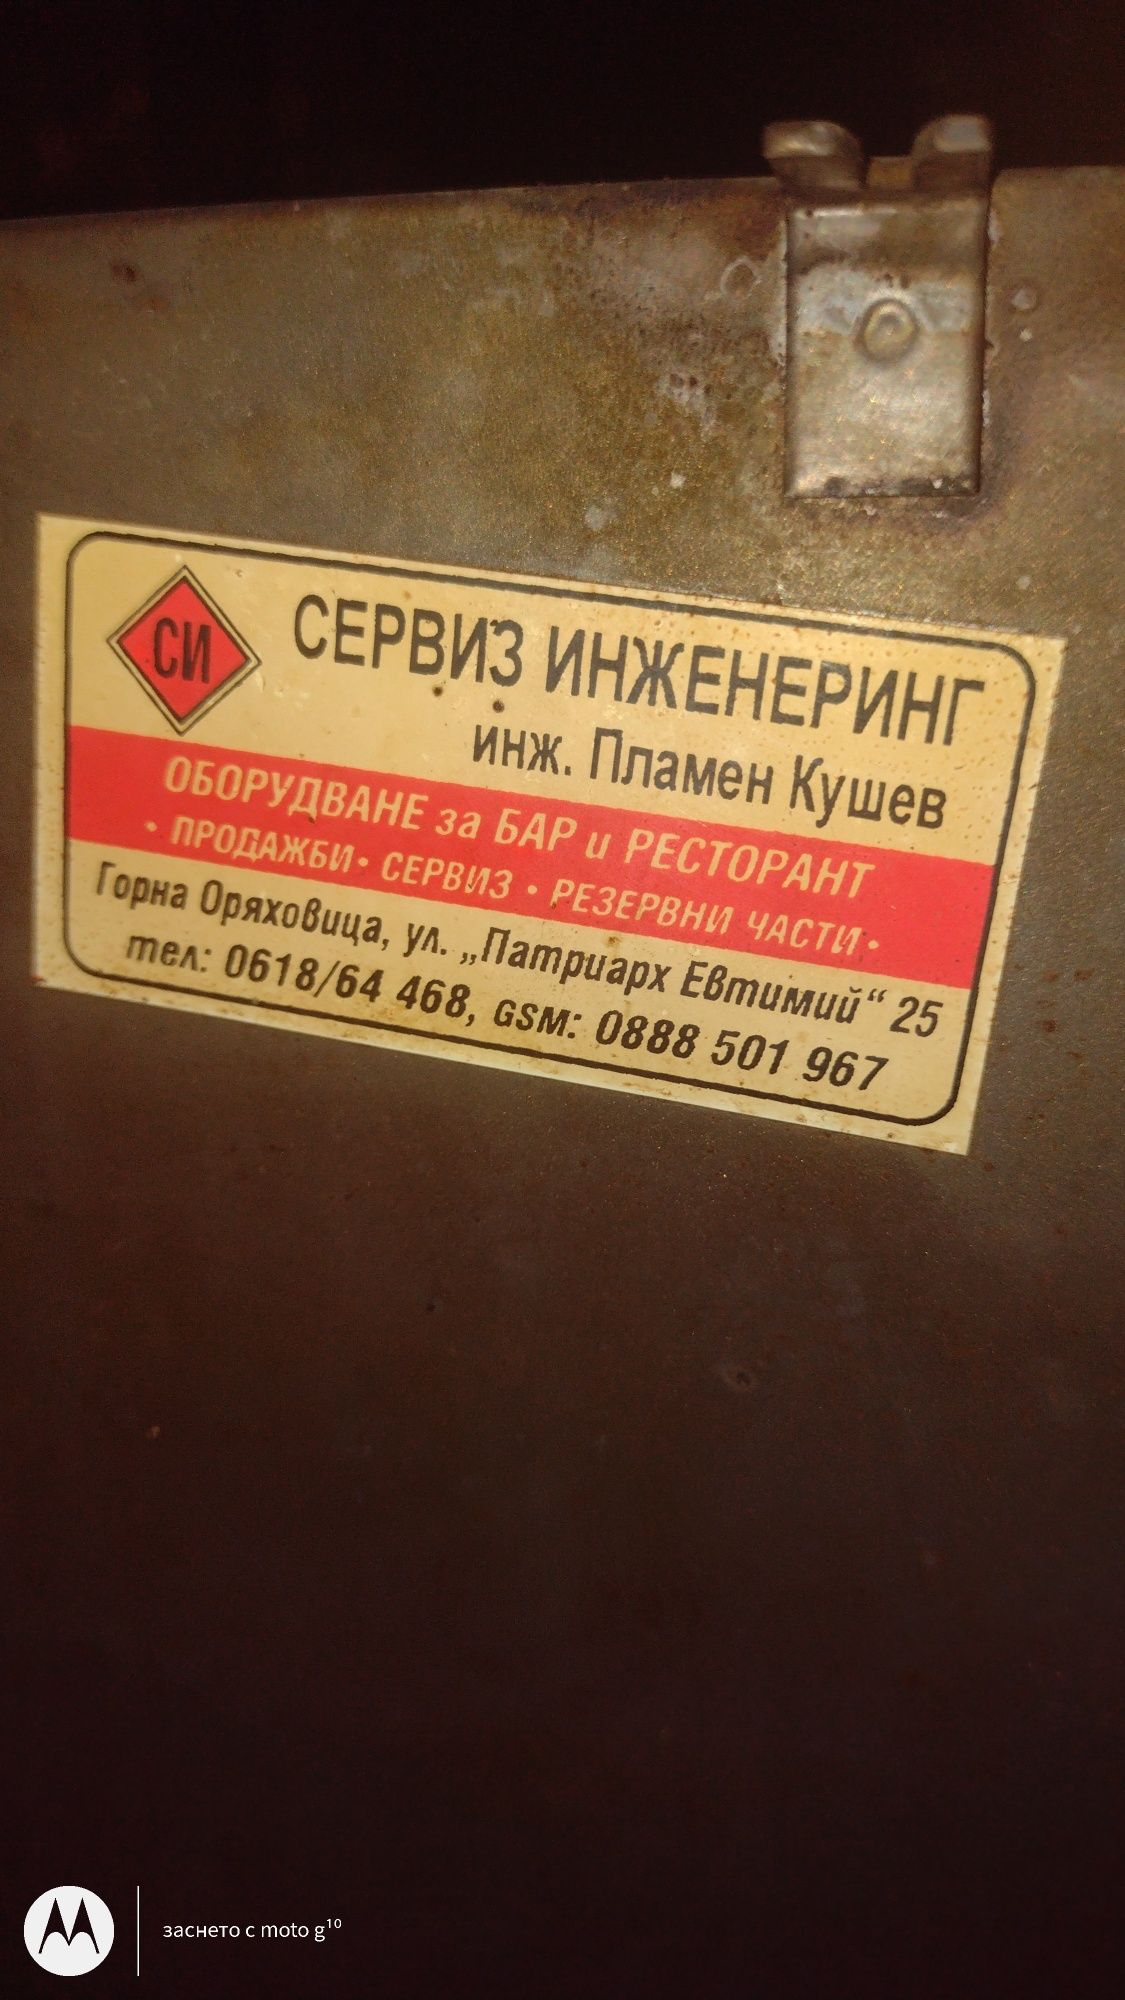 СИ
СЕРВИЗ ИНЖЕНЕРИНГ
инж. Пламен Кушев
ОБОРУДВАНЕ за БАР и РЕСТОРАНТ
• ПРОДАЖБИ • СЕРВИЗ • РЕЗЕРВНИ ЧАСТИ •
Горна Оряховица, ул. „Патриарх Евтимий“ 25
тел: 0618/64 468, GSM: 0888 501 967
заснето с moto g¹⁰